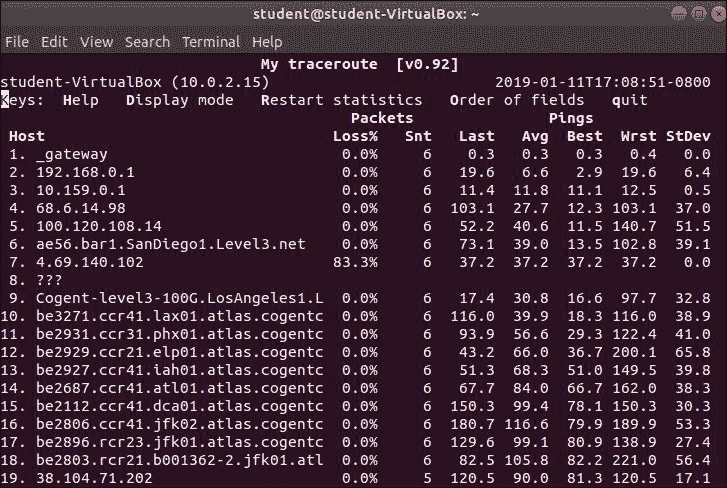 student@student-VirtualBox: ~
File Edit View Search Terminal Help
My traceroute [v0.92]
student-VirtualBox (10.0.2.15) 2019-01-11T17:08:51-0800
Keys: Help Display mode Restart statistics Order of fields quit
Packets Pings
Host Loss% Snt Last Avg Best Wrst StDev
1. _gateway 0.0% 6 0.3 0.3 0.3 0.4 0.0
2. 192.168.0.1 0.0% 6 19.6 6.6 2.9 19.6 6.4
3. 10.159.0.1 0.0% 6 11.4 11.8 11.1 12.5 0.5
4. 68.6.14.98 0.0% 6 103.1 27.7 12.3 103.1 37.0
5. 100.120.108.14 0.0% 6 52.2 40.6 11.5 140.7 51.5
6. ae56.bar1.SanDiego1.Level3.net 0.0% 6 73.1 39.0 13.5 102.8 39.1
7. 4.69.140.102 83.3% 6 37.2 37.2 37.2 37.2 0.0
8. ???
9. Cogent-level3-100G.LosAngeles1.L 0.0% 6 17.4 30.8 16.6 97.7 32.8
10. be3271.ccr41.lax01.atlas.cogentc 0.0% 6 116.0 39.9 18.3 116.0 38.9
11. be2931.ccr31.phx01.atlas.cogentc 0.0% 6 93.9 56.6 29.3 122.4 41.0
12. be2929.ccr21.elp01.atlas.cogentc 0.0% 6 43.2 66.0 36.7 200.1 65.8
13. be2927.ccr41.iah01.atlas.cogentc 0.0% 6 51.3 68.3 51.0 149.5 39.8
14. be2687.ccr41.atl01.atlas.cogentc 0.0% 6 67.7 84.0 66.7 162.0 38.3
15. be2112.ccr41.dca01.atlas.cogentc 0.0% 6 150.3 99.4 78.1 150.3 30.3
16. be2806.ccr41.jfk02.atlas.cogentc 0.0% 6 180.7 116.6 79.9 189.9 53.3
17. be2896.rcr23.jfk01.atlas.cogentc 0.0% 6 129.6 99.1 80.9 138.9 27.4
18. be2803.rcr21.b001362-2.jfk01.atl 0.0% 6 82.5 105.8 82.2 221.0 56.4
19. 38.104.71.202 0.0% 5 120.5 90.0 81.3 120.5 17.1